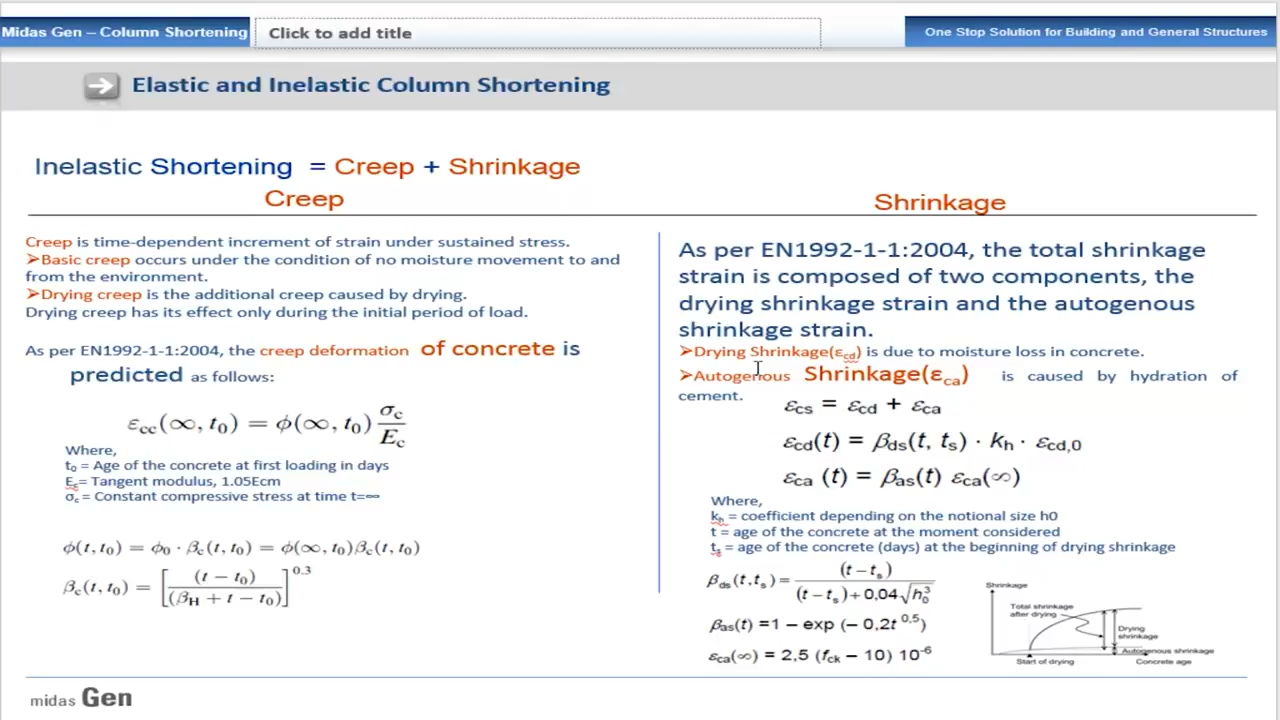 Midas Gen – Column Shortening
Click to add title
One Stop Solution for Building and General Structures
Elastic and Inelastic Column Shortening
Inelastic Shortening = Creep + Shrinkage
Creep
Creep is time-dependent increment of strain under sustained stress.
➢Basic creep occurs under the condition of no moisture movement to and
from the environment.
➢Drying creep is the additional creep caused by drying.
Drying creep has its effect only during the initial period of load.
As per EN1992-1-1:2004, the creep deformation of concrete is
predicted as follows:
εcc(∞, t0) = ϕ(∞, t0) σc/Ec
Where,
t0 = Age of the concrete at first loading in days
Ec= Tangent modulus, 1.05Ecm
σc = Constant compressive stress at time t=∞
ϕ(t, t0) = ϕ0 · βc(t, t0) = ϕ(∞, t0)βc(t, t0)
βc(t, t0) = [(t − t0)/(βH + t − t0)]^0.3
Shrinkage
As per EN1992-1-1:2004, the total shrinkage
strain is composed of two components, the
drying shrinkage strain and the autogenous
shrinkage strain.
➢Drying Shrinkage(εcd) is due to moisture loss in concrete.
➢Autogenous Shrinkage(εca) is caused by hydration of
cement.
εcs = εcd + εca
εcd(t) = βds(t, ts) · kh · εcd,0
εca (t) = βas(t) εca(∞)
Where,
kh = coefficient depending on the notional size h0
t = age of the concrete at the moment considered
ts = age of the concrete (days) at the beginning of drying shrinkage
βds(t,ts) = (t−ts)/((t−ts)+0,04√h0^3)
βas(t) =1 − exp (− 0,2t^0,5)
εca(∞) = 2,5 (fck − 10) 10^-6
Shrinkage
Total shrinkage
after drying
Drying
shrinkage
Autogenous shrinkage
Start of drying
Concrete age
midas Gen